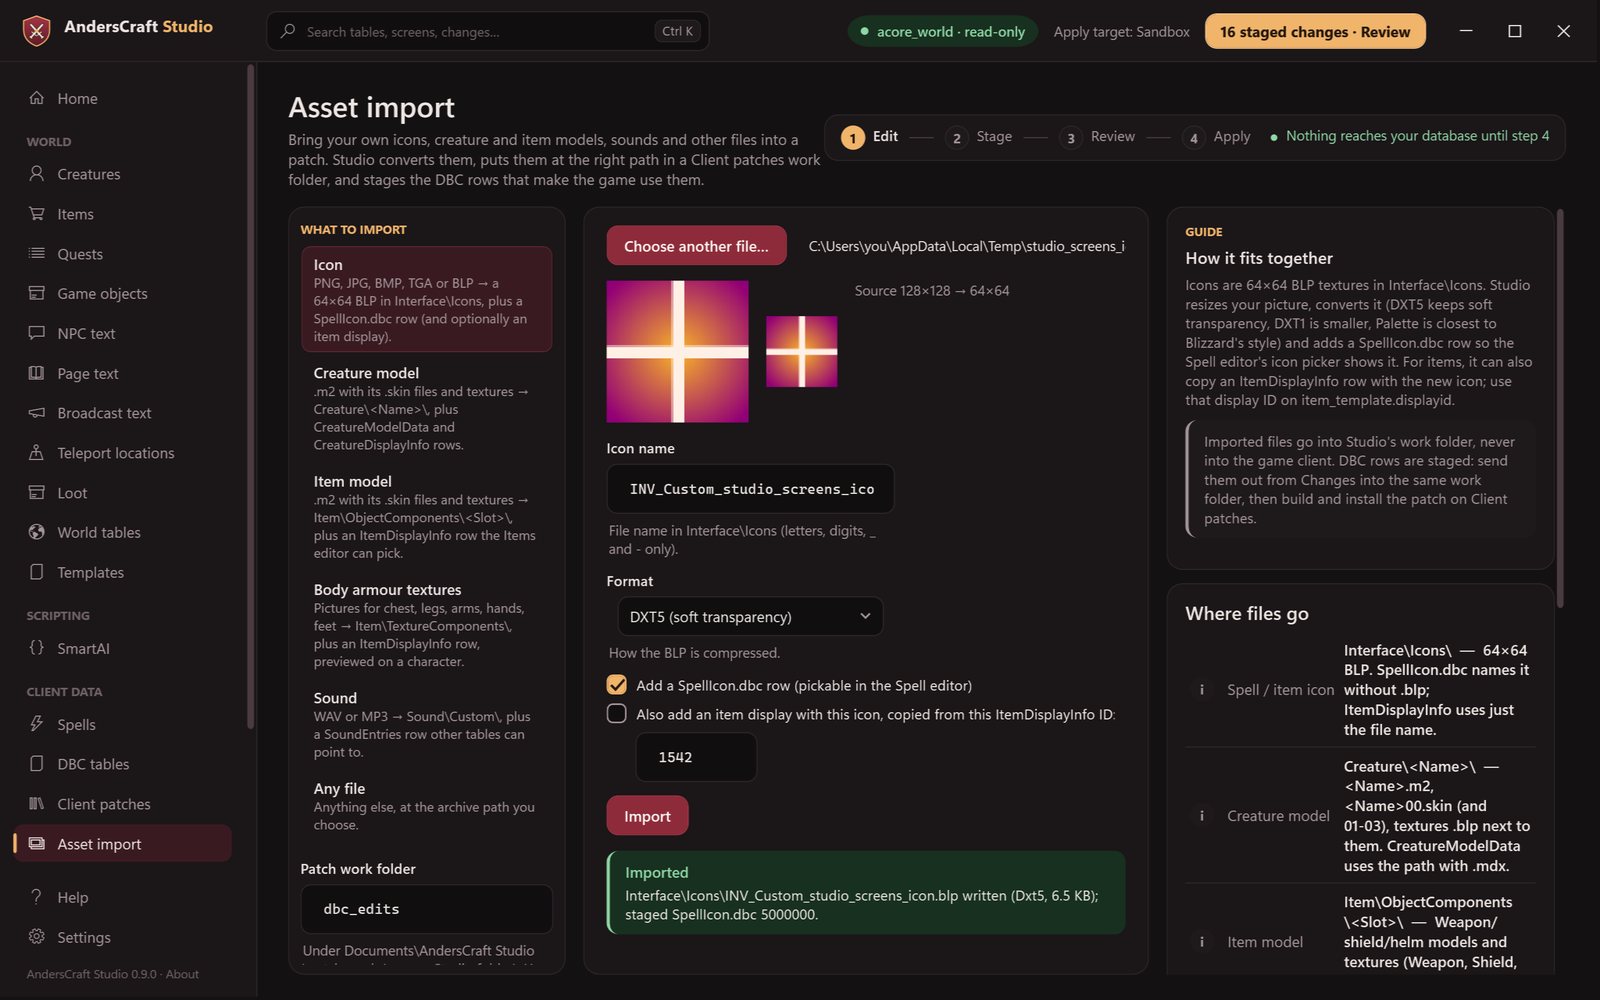 AndersCraft Studio
Search tables, screens, changes...
Ctrl K
acore_world · read-only
Apply target: Sandbox
16 staged changes · Review
Home
WORLD
Creatures
Items
Quests
Game objects
NPC text
Page text
Broadcast text
Teleport locations
Loot
World tables
Templates
SCRIPTING
SmartAI
CLIENT DATA
Spells
DBC tables
Client patches
Asset import
Help
Settings
AndersCraft Studio 0.9.0 · About
Asset import
Bring your own icons, creature and item models, sounds and other files into a
patch. Studio converts them, puts them at the right path in a Client patches work
folder, and stages the DBC rows that make the game use them.
1 Edit
2 Stage
3 Review
4 Apply
Nothing reaches your database until step 4
WHAT TO IMPORT
Icon
PNG, JPG, BMP, TGA or BLP → a
64×64 BLP in Interface\Icons, plus a
SpellIcon.dbc row (and optionally an
item display).
Creature model
.m2 with its .skin files and textures →
Creature\<Name>\, plus
CreatureModelData and
CreatureDisplayInfo rows.
Item model
.m2 with its .skin files and textures →
Item\ObjectComponents\<Slot>\,
plus an ItemDisplayInfo row the Items
editor can pick.
Body armour textures
Pictures for chest, legs, arms, hands,
feet → Item\TextureComponents\,
plus an ItemDisplayInfo row,
previewed on a character.
Sound
WAV or MP3 → Sound\Custom\, plus
a SoundEntries row other tables can
point to.
Any file
Anything else, at the archive path you
choose.
Patch work folder
dbc_edits
Under Documents\AndersCraft Studio
Choose another file...
C:\Users\you\AppData\Local\Temp\studio_screens_i
Source 128×128 → 64×64
Icon name
INV_Custom_studio_screens_ico
File name in Interface\Icons (letters, digits, _
and - only).
Format
DXT5 (soft transparency)
How the BLP is compressed.
Add a SpellIcon.dbc row (pickable in the Spell editor)
Also add an item display with this icon, copied from this ItemDisplayInfo ID:
1542
Import
Imported
Interface\Icons\INV_Custom_studio_screens_icon.blp written (Dxt5, 6.5 KB);
staged SpellIcon.dbc 5000000.
GUIDE
How it fits together
Icons are 64×64 BLP textures in Interface\Icons. Studio
resizes your picture, converts it (DXT5 keeps soft
transparency, DXT1 is smaller, Palette is closest to
Blizzard's style) and adds a SpellIcon.dbc row so the
Spell editor's icon picker shows it. For items, it can also
copy an ItemDisplayInfo row with the new icon; use
that display ID on item_template.displayid.
Imported files go into Studio's work folder, never
into the game client. DBC rows are staged: send
them out from Changes into the same work
folder, then build and install the patch on Client
patches.
Where files go
i Spell / item icon
Interface\Icons\ — 64×64
BLP. SpellIcon.dbc names it
without .blp;
ItemDisplayInfo uses just
the file name.
i Creature model
Creature\<Name>\ —
<Name>.m2,
<Name>00.skin (and
01-03), textures .blp next to
them. CreatureModelData
uses the path with .mdx.
i Item model
Item\ObjectComponents
\<Slot>\ — Weapon/
shield/helm models and
textures (Weapon, Shield,